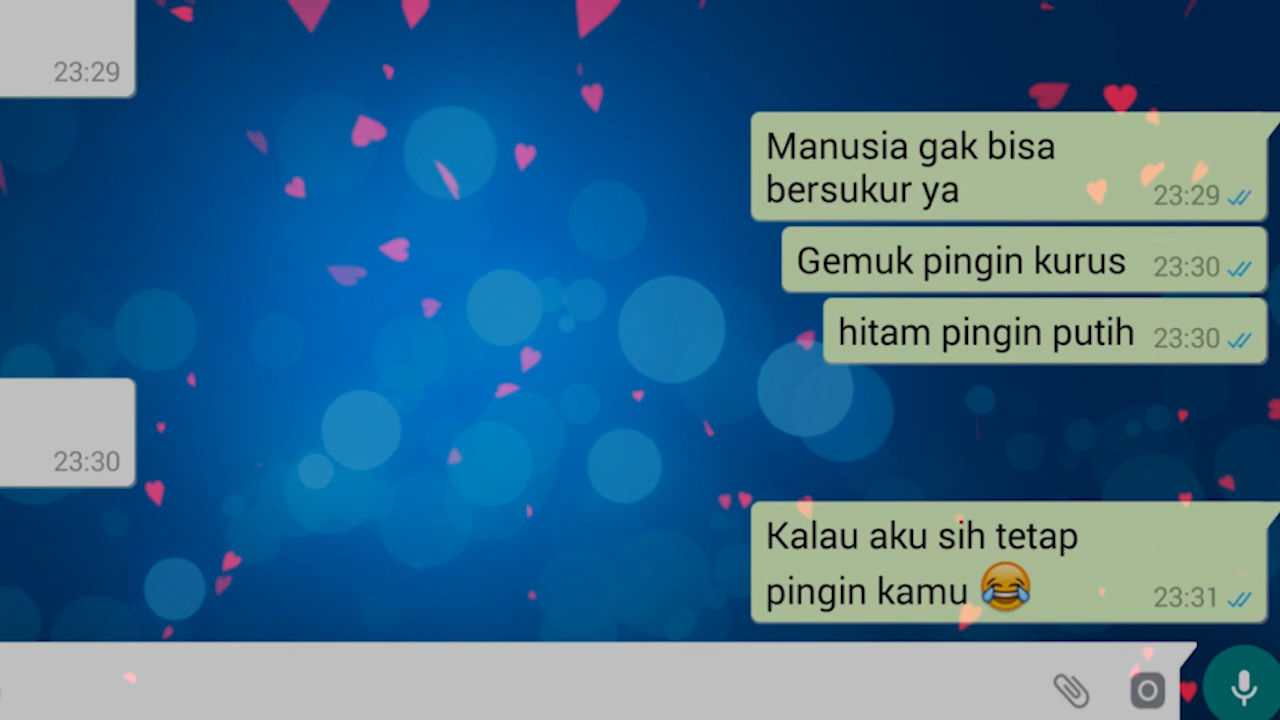 23:29
Manusia gak bisa
bersukur ya 23:29
Gemuk pingin kurus 23:30
hitam pingin putih 23:30
23:30
Kalau aku sih tetap
pingin kamu 😂 23:31